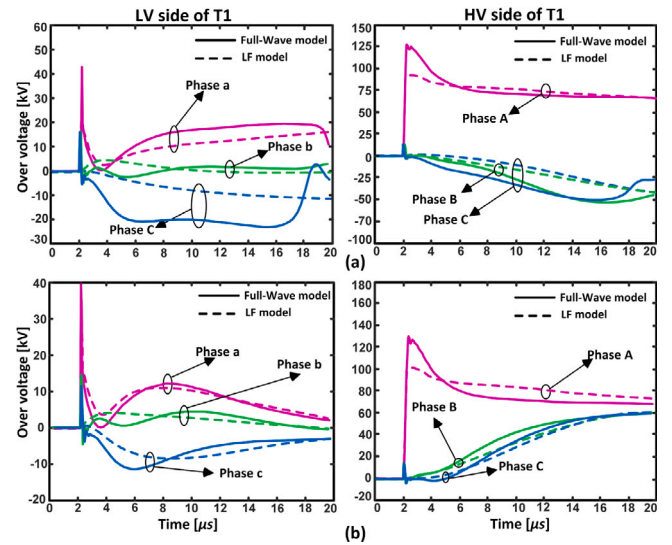 LV side of T1
HV side of T1
Over voltage [kV]
60
50
40
30
20
10
0
-10
-20
-30
0 2 4 6 8 10 12 14 16 18 20
Full-Wave model
LF model
Phase a
Phase b
Phase C
150
125
100
75
50
25
0
-25
-50
-75
-100
0 2 4 6 8 10 12 14 16 18 20
Full-Wave model
LF model
Phase A
Phase B
Phase C
(a)
Over voltage [kV]
40
30
20
10
0
-10
-20
0 2 4 6 8 10 12 14 16 18 20
Time [μs]
Full-Wave model
LF model
Phase a
Phase b
Phase c
180
160
140
120
100
80
60
40
20
0
-20
0 2 4 6 8 10 12 14 16 18 20
Time [μs]
Full-Wave model
LF model
Phase A
Phase B
Phase C
(b)